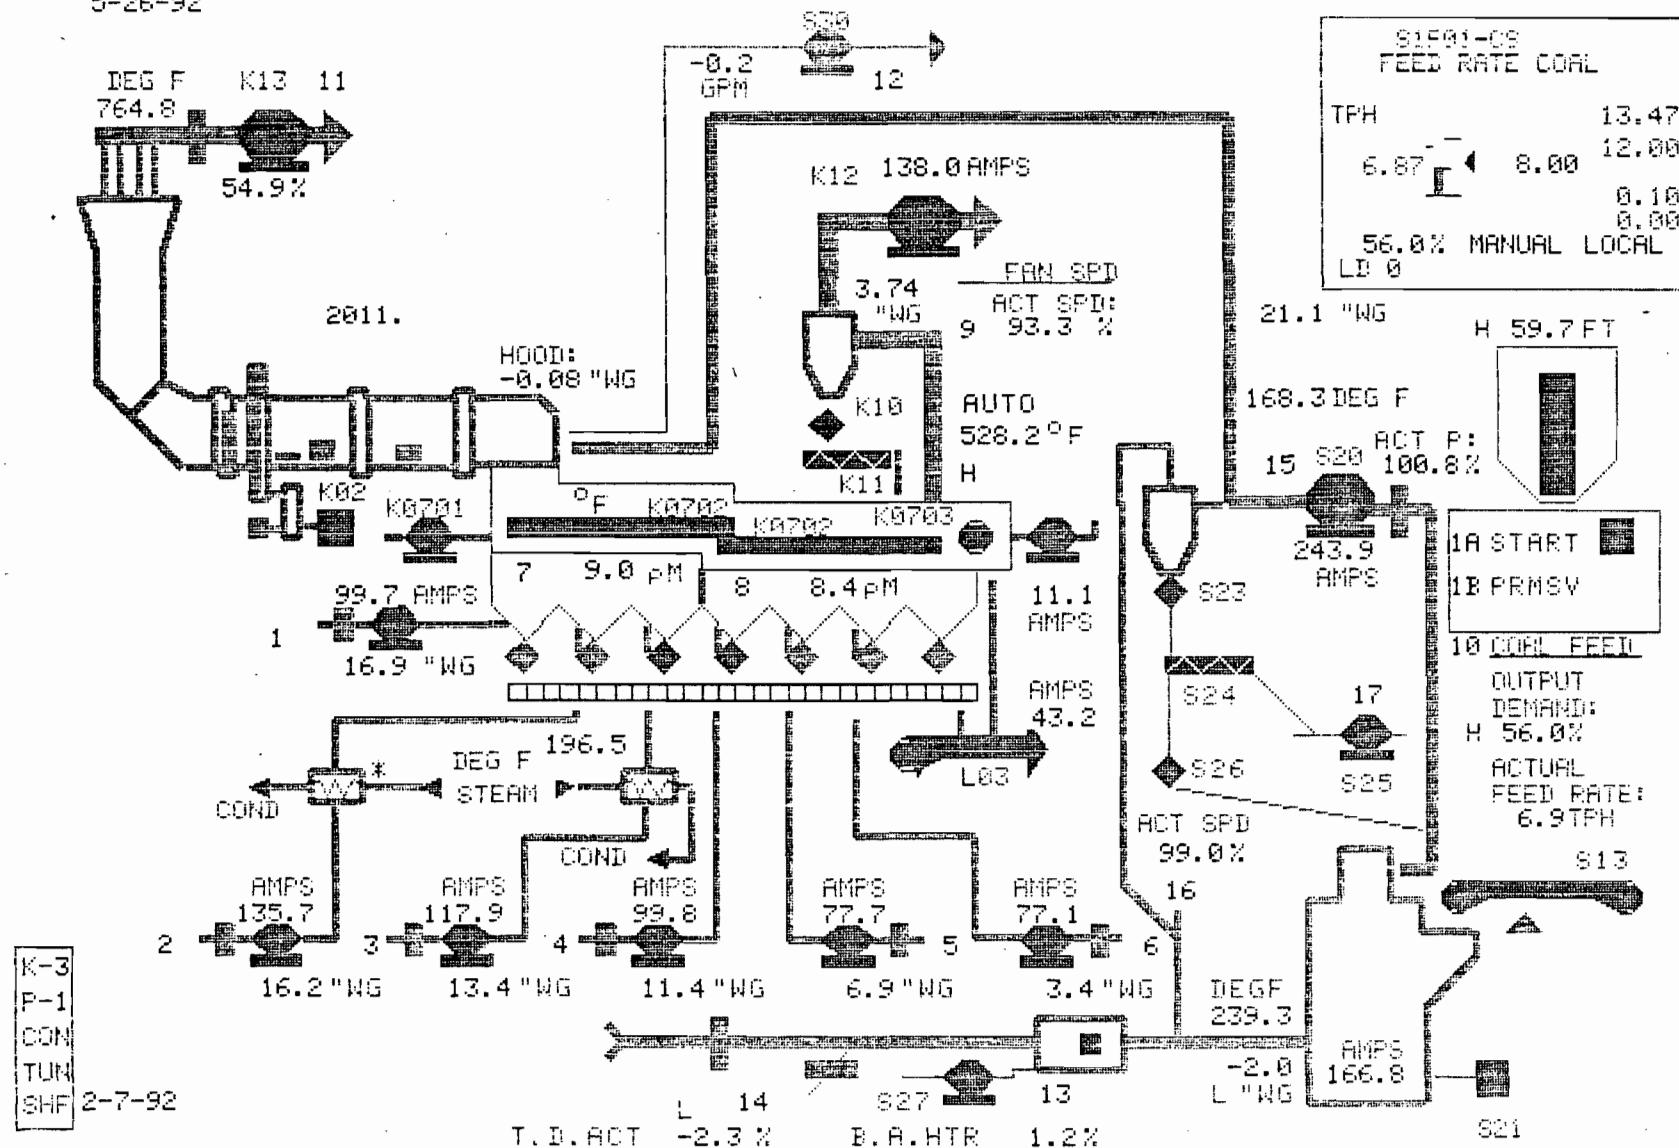 5-26-92
S30
-0.2
GPM
12
DEG F
764.8
K13
11
54.9%
FEED RATE COAL
TPH
13.47
12.00
6.87
8.00
0.10
0.00
56.0% MANUAL LOCAL
LD 0
K12
138.0 AMPS
3.74
"WG
FAN SPD
ACT SPD:
93.3 %
9
2011.
HOOD:
-0.08 "WG
21.1 "WG
H 59.7 FT
168.3 DEG F
K10
K11
AUTO
528.2°F
H
ACT P:
100.8%
15
S20
243.9
AMPS
K02
K0701
°F
K0702
K0702
K0703
7
9.0 pM
8
8.4 pM
11.1
AMPS
1A START
1B PRMSV
10 COAL FEED
OUTPUT
DEMAND:
H 56.0%
ACTUAL
FEED RATE:
6.9 TPH
99.7 AMPS
1
16.9 "WG
S23
S24
17
S25
S26
AMPS
43.2
L03
196.5
DEG F
STEAM
*
COND
COND
ACT SPD
99.0%
16
S13
AMPS
135.7
2
16.2 "WG
AMPS
117.9
3
13.4 "WG
AMPS
99.8
4
11.4 "WG
AMPS
77.7
5
6.9 "WG
AMPS
77.1
6
3.4 "WG
DEGF
239.3
-2.0
L "WG
AMPS
166.8
S21
K-3
P-1
CON
TUN
SHF
2-7-92
L
14
S27
13
T.D.ACT
-2.3 %
B.A.HTR
1.2%